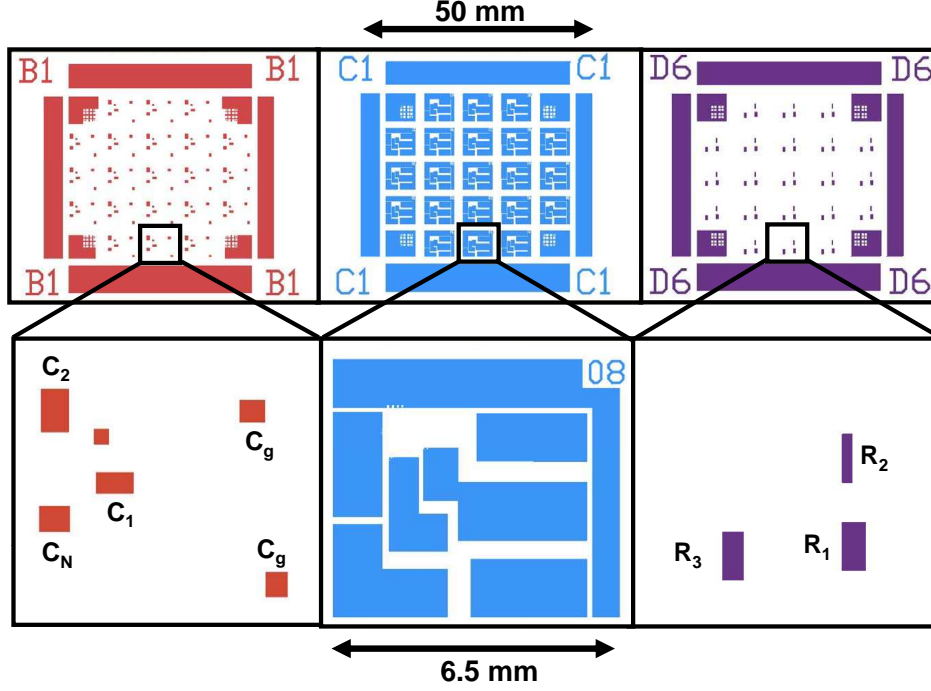 50 mm
B1 B1 C1 C1 D6 D6
B1 B1 C1 C1 D6 D6
C2
Cg
C1
CN
Cg
08
R2
R3
R1
6.5 mm